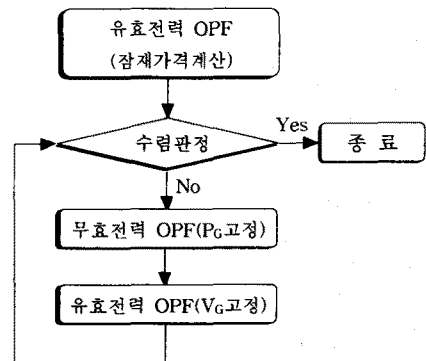 유효전력 OPF
(잠재가격계산)
수렴판정
Yes
종 료
No
무효전력 OPF(PG고정)
유효전력 OPF(VG고정)